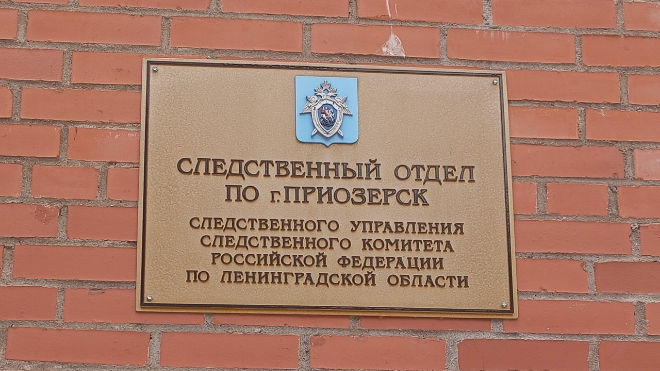 СЛЕДСТВЕННЫЙ ОТДЕЛ
ПО г.ПРИОЗЕРСК
СЛЕДСТВЕННОГО УПРАВЛЕНИЯ
СЛЕДСТВЕННОГО КОМИТЕТА
РОССИЙСКОЙ ФЕДЕРАЦИИ
ПО ЛЕНИНГРАДСКОЙ ОБЛАСТИ